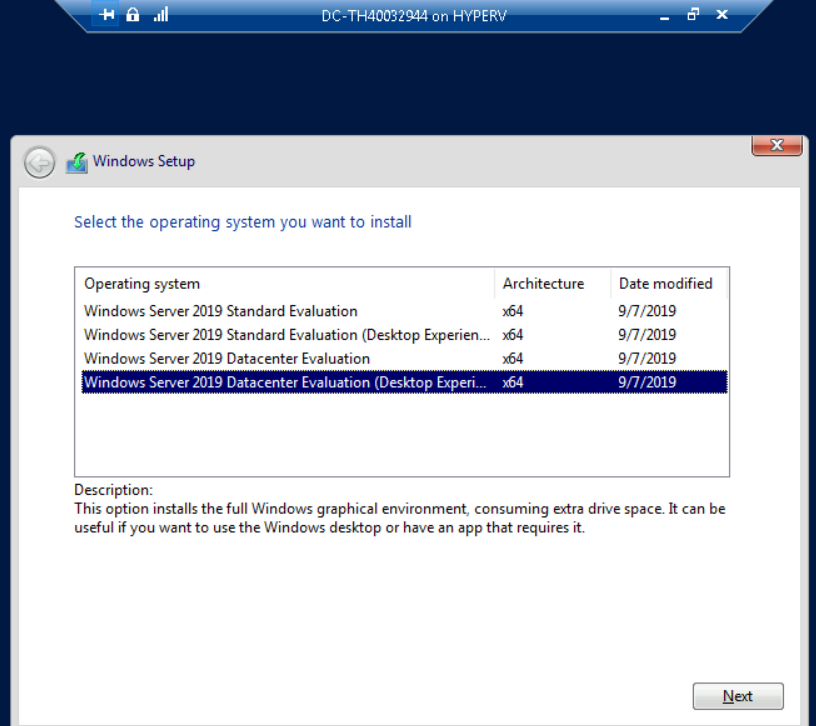 DC-TH40032944 on HYPERV
Windows Setup
Select the operating system you want to install
Operating system Architecture Date modified
Windows Server 2019 Standard Evaluation x64 9/7/2019
Windows Server 2019 Standard Evaluation (Desktop Experien... x64 9/7/2019
Windows Server 2019 Datacenter Evaluation x64 9/7/2019
Windows Server 2019 Datacenter Evaluation (Desktop Experi... x64 9/7/2019
Description:
This option installs the full Windows graphical environment, consuming extra drive space. It can be
useful if you want to use the Windows desktop or have an app that requires it.
Next